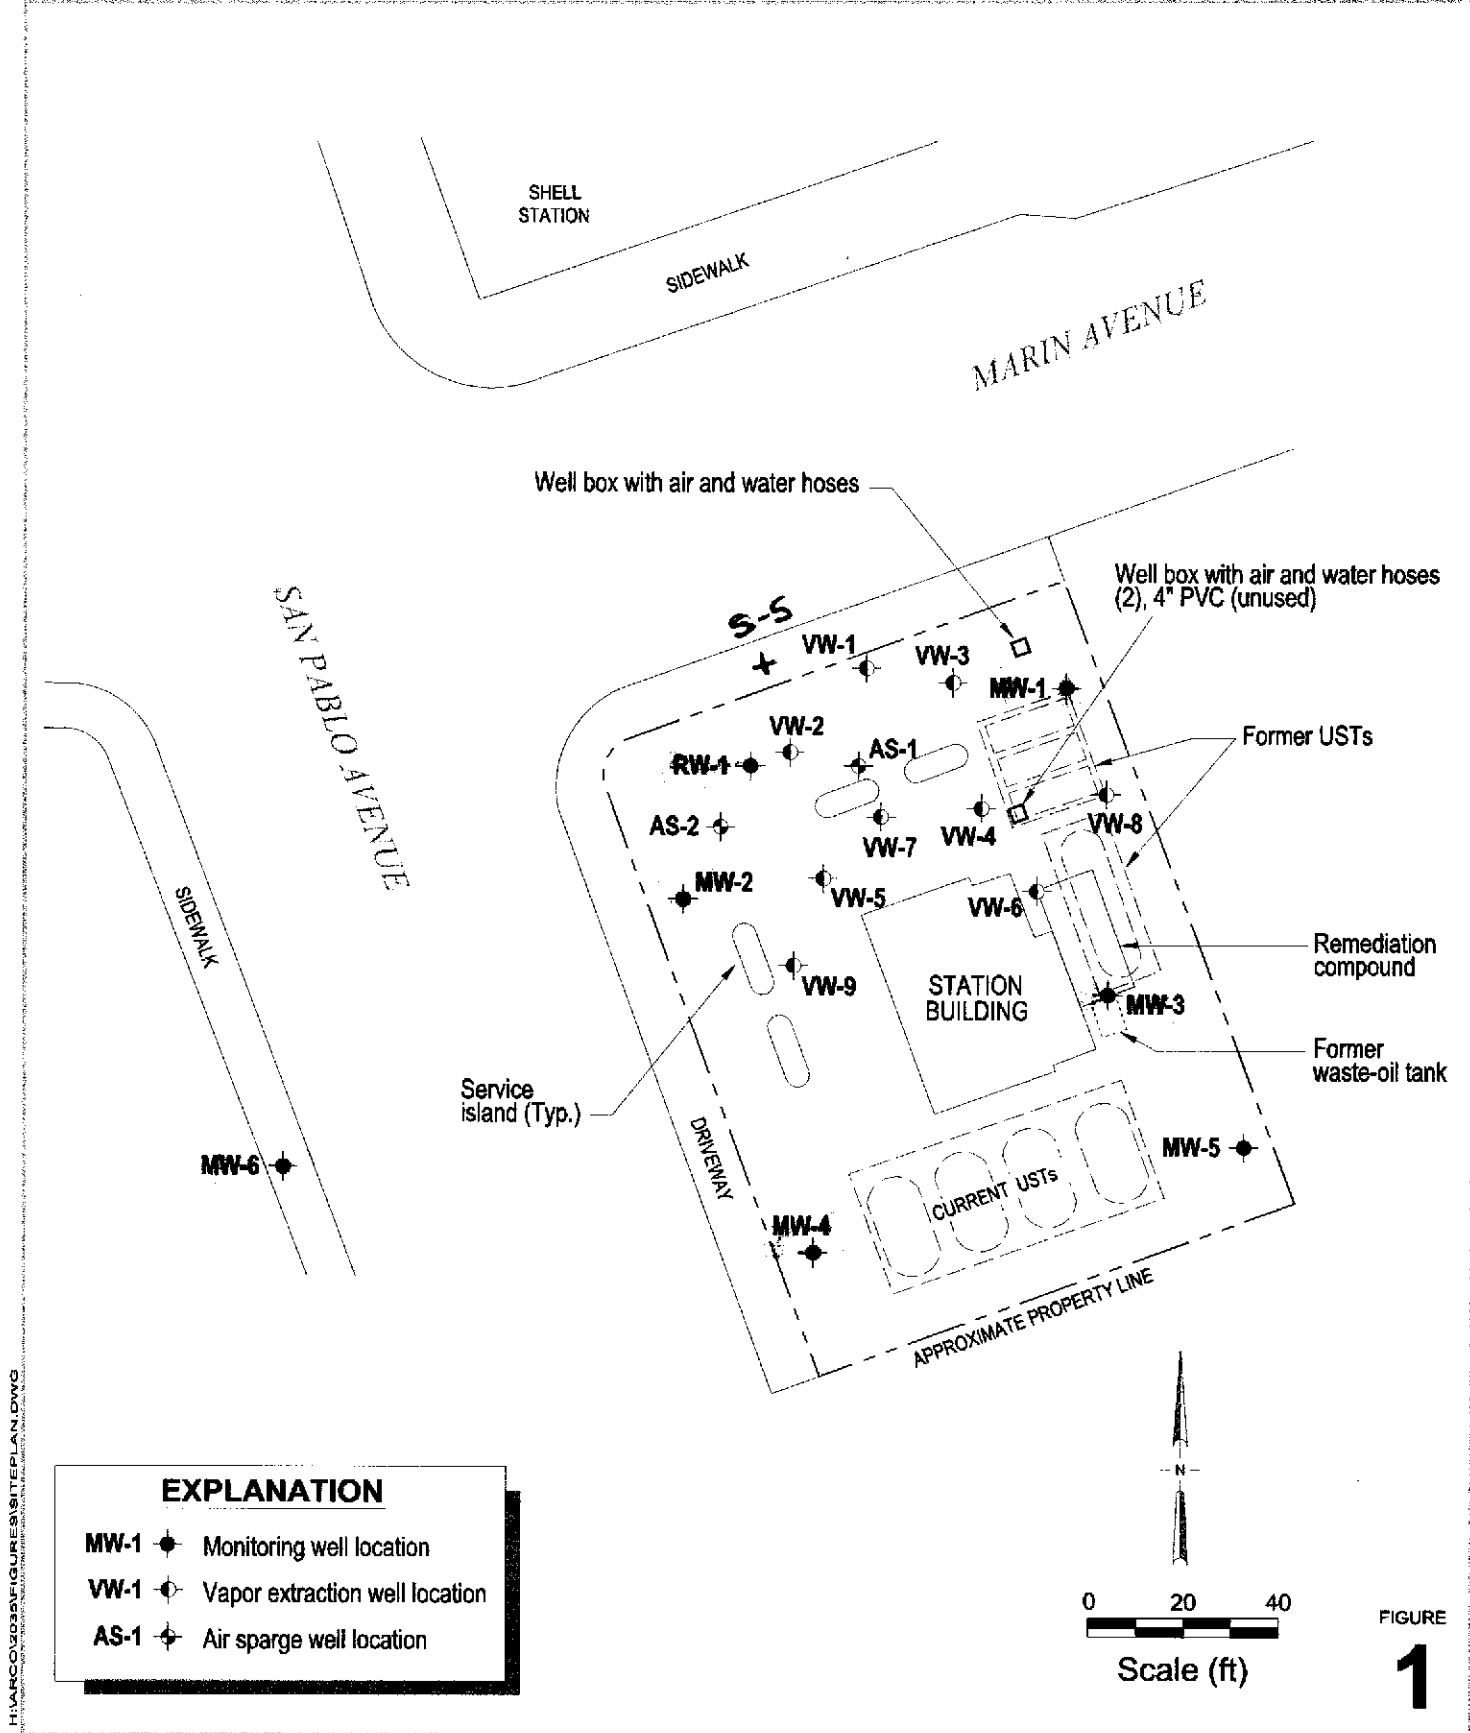 SHELL
STATION
SIDEWALK
MARIN AVENUE
Well box with air and water hoses
Well box with air and water hoses
(2), 4" PVC (unused)
S-5
VW-1
VW-3
MW-1
SAN PABLO AVENUE
VW-2
RW-1
AS-1
Former USTs
AS-2
VW-7
VW-4
VW-8
MW-2
VW-5
VW-6
SIDEWALK
Remediation
compound
VW-9
STATION
BUILDING
MW-3
Former
waste-oil tank
Service
island (Typ.)
DRIVEWAY
MW-5
MW-6
CURRENT USTs
MW-4
APPROXIMATE PROPERTY LINE
N
EXPLANATION
MW-1 Monitoring well location
VW-1 Vapor extraction well location
AS-1 Air sparge well location
0 20 40
Scale (ft)
FIGURE
1
H:\ARCO\2035\FIGURES\SITEPLAN.DWG